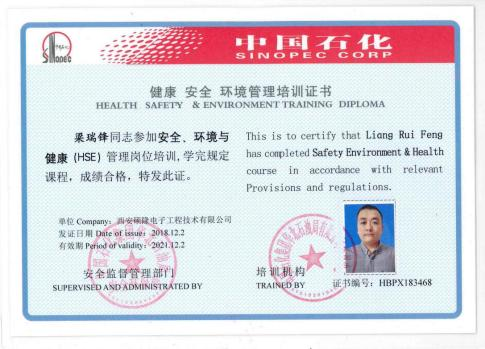 Sinopec
中国石化
SINOPEC CORP
健康 安全 环境管理培训证书
HEALTH SAFETY & ENVIRONMENT TRAINING DIPLOMA
梁瑞锋同志参加安全、环境与
健康(HSE)管理岗位培训,学完规定
课程,成绩合格,特发此证。
This is to certify that Liang Rui Feng
has completed Safety Environment & Health
course in accordance with relevant
Provisions and regulations.
单位 Company: 西安硕隆电子工程技术有限公司
发证日期 Date of issue: 2018.12.2
有效期 Period of validity: 2021.12.2
安全监督管理部门
SUPERVISED AND ADMINISTRATED BY
培训机构
TRAINED BY
证书编号: HBPX183468